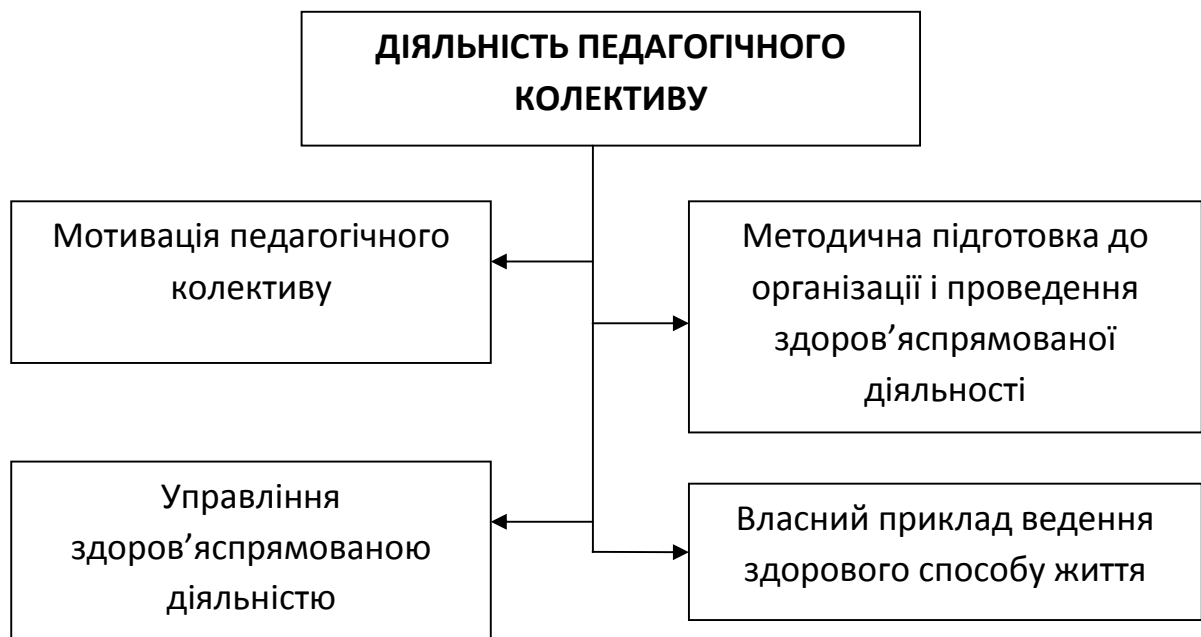 ДІЯЛЬНІСТЬ ПЕДАГОГІЧНОГО
КОЛЕКТИВУ
Мотивація педагогічного
колективу
Методична підготовка до
організації і проведення
здоров’яспрямованої
діяльності
Управління
здоров’яспрямованою
діяльністю
Власний приклад ведення
здорового способу життя